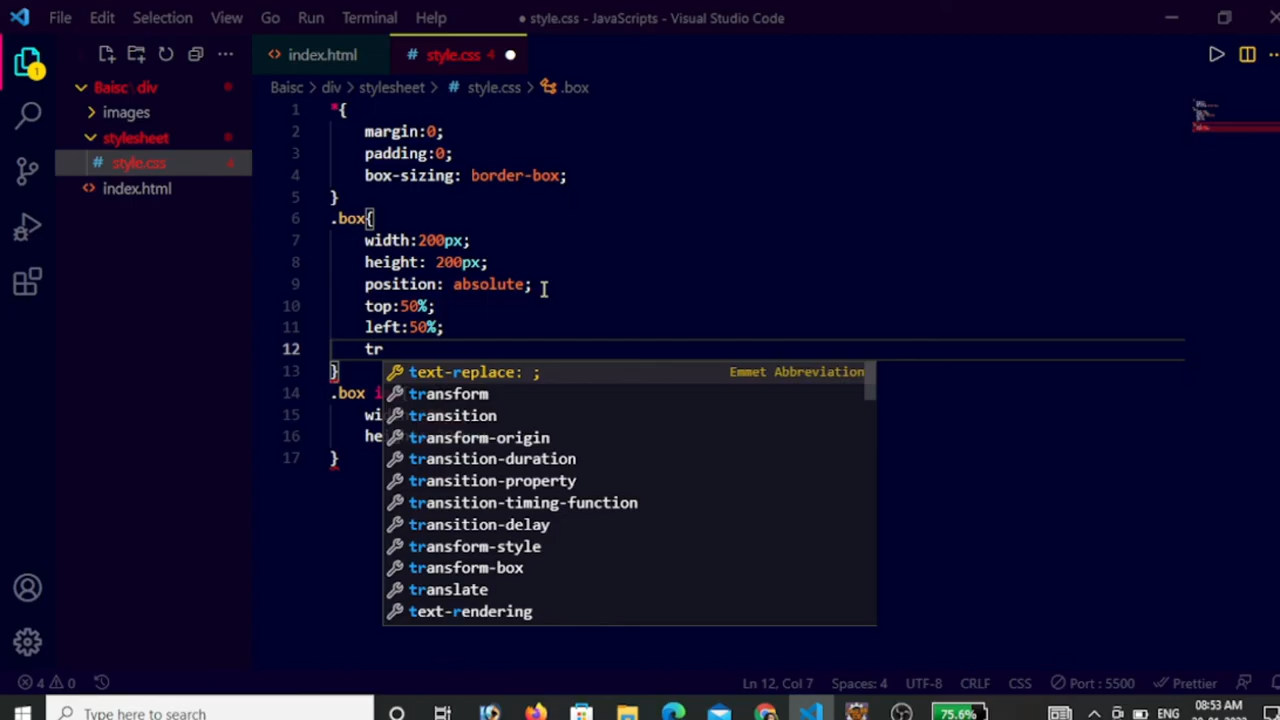 File Edit Selection View Go Run Terminal Help
● style.css - JavaScripts - Visual Studio Code
index.html
# style.css 4
1
Baisc \ div
images
stylesheet
# style.css 4
index.html
Baisc > div > stylesheet > # style.css > .box
1 *{
2 margin:0;
3 padding:0;
4 box-sizing: border-box;
5 }
6 .box{
7 width:200px;
8 height: 200px;
9 position: absolute;
10 top:50%;
11 left:50%;
12 tr
13 }
14 .box i
15 wi
16 he
17 }
text-replace: ; Emmet Abbreviation
transform
transition
transform-origin
transition-duration
transition-property
transition-timing-function
transition-delay
transform-style
transform-box
translate
text-rendering
4 0
Ln 12, Col 7 Spaces: 4 UTF-8 CRLF CSS Port : 5500 Prettier
Type here to search
75.6%
ENG
08:53 AM